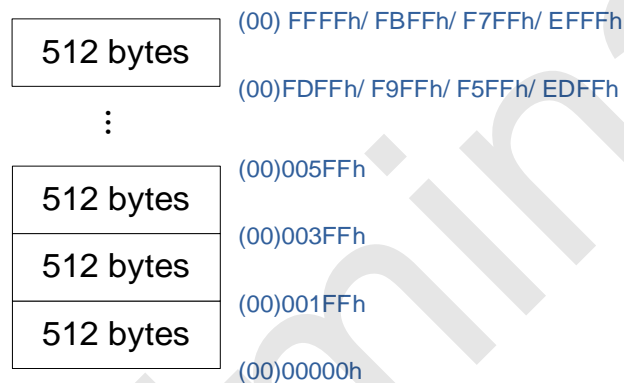 (00) FFFFh/ FBFFh/ F7FFh/ EFFFh
512 bytes
(00)FDFFh/ F9FFh/ F5FFh/ EDFFh
⋮
(00)005FFh
512 bytes
(00)003FFh
512 bytes
(00)001FFh
512 bytes
(00)00000h